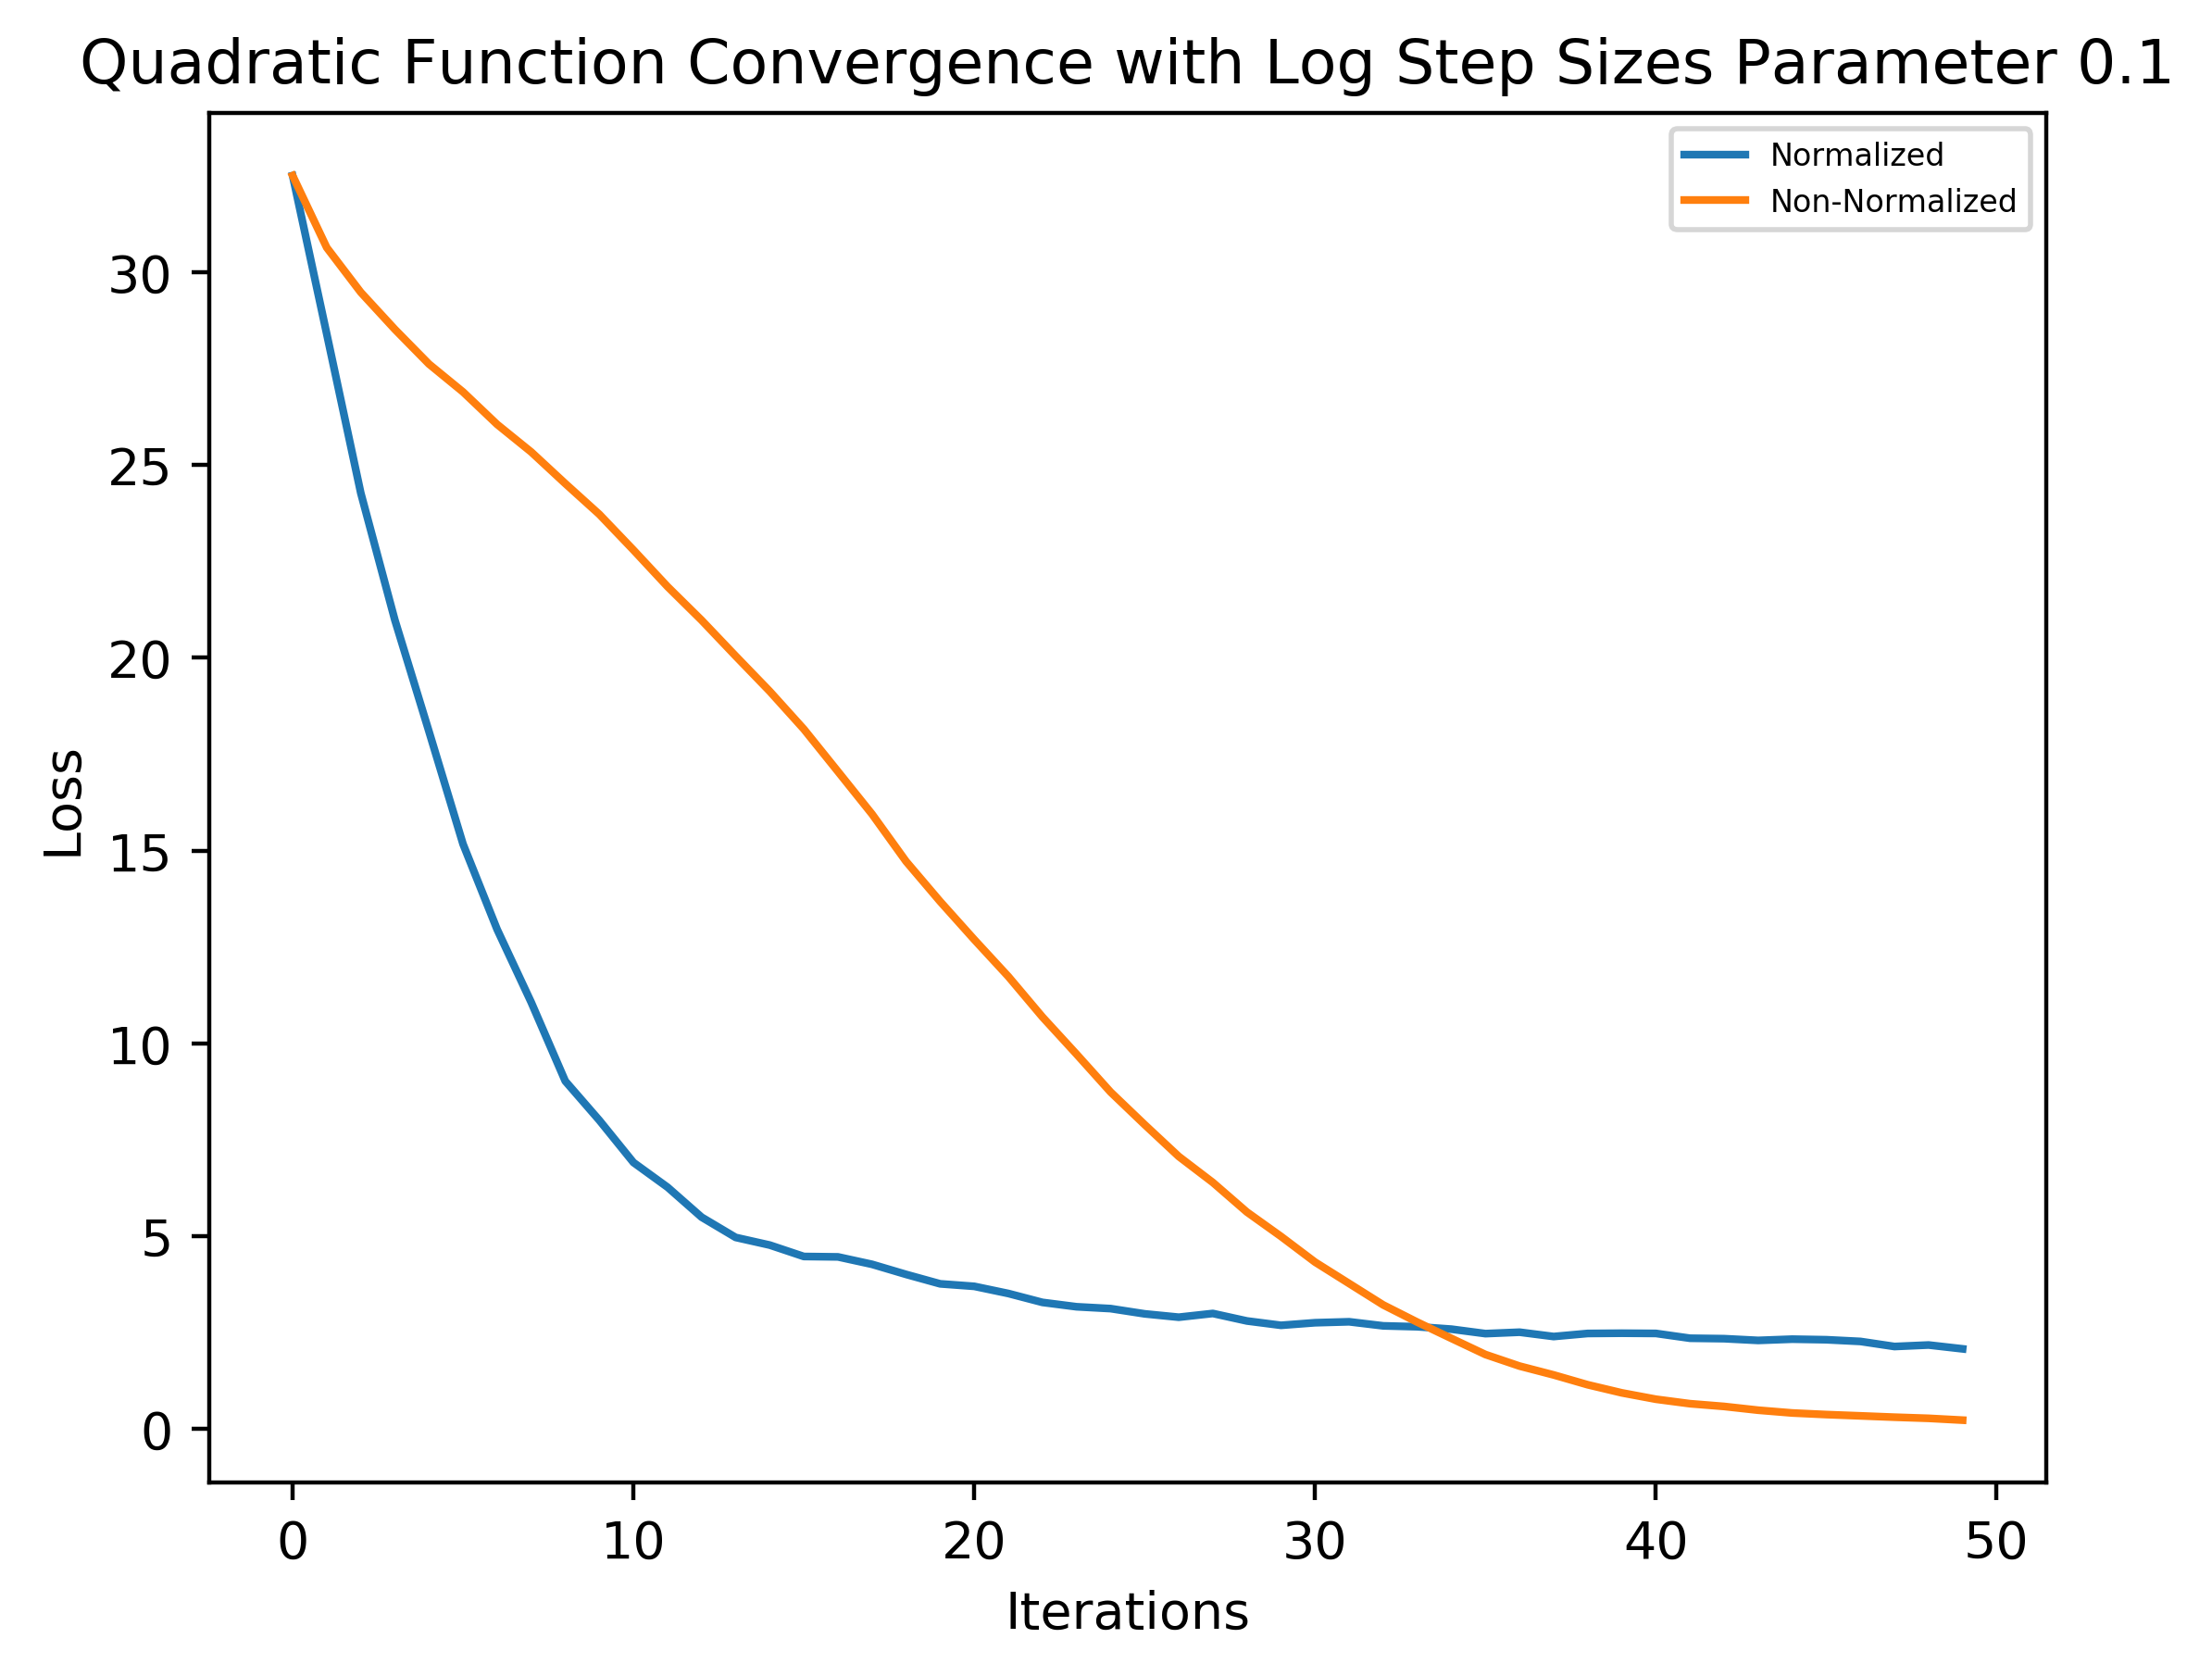 Quadratic Function Convergence with Log Step Sizes Parameter 0.1
Normalized
Non-Normalized
30
25
20
15
10
5
0
Loss
0 10 20 30 40 50
Iterations